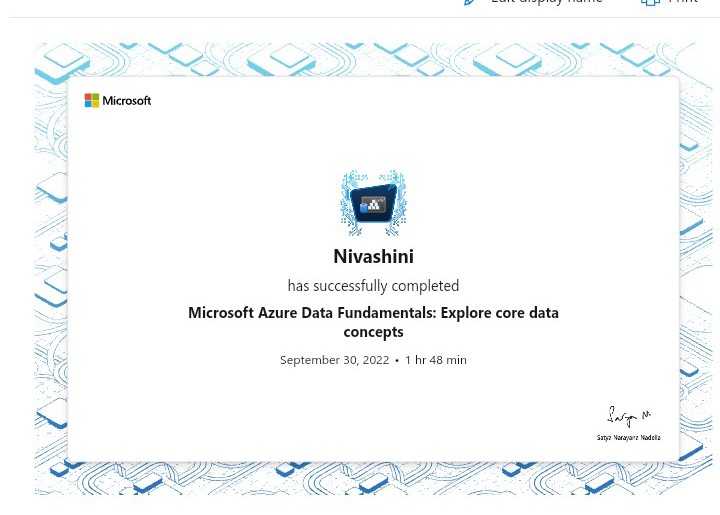 Edit display name Print
Microsoft
Nivashini
has successfully completed
Microsoft Azure Data Fundamentals: Explore core data
concepts
September 30, 2022 • 1 hr 48 min
Satya Narayana Nadella